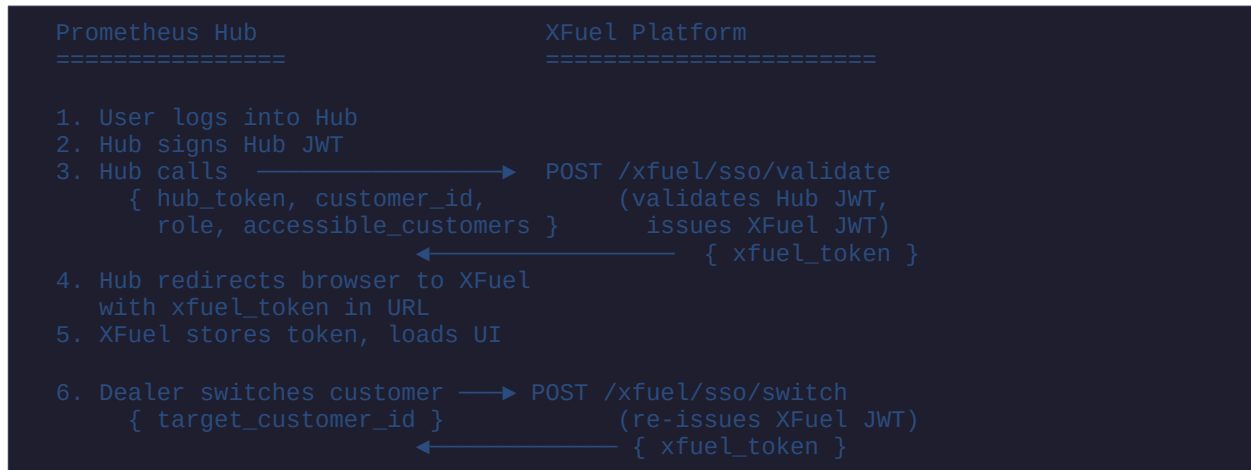 Prometheus Hub                    XFuel Platform
================                  =======================
1. User logs into Hub
2. Hub signs Hub JWT
3. Hub calls ─────────────────▶ POST /xfuel/sso/validate
{ hub_token, customer_id,         (validates Hub JWT,
role, accessible_customers }      issues XFuel JWT)
◀───────────────── { xfuel_token }
4. Hub redirects browser to XFuel
with xfuel_token in URL
5. XFuel stores token, loads UI
6. Dealer switches customer ───▶ POST /xfuel/sso/switch
{ target_customer_id }            (re-issues XFuel JWT)
◀────────────── { xfuel_token }